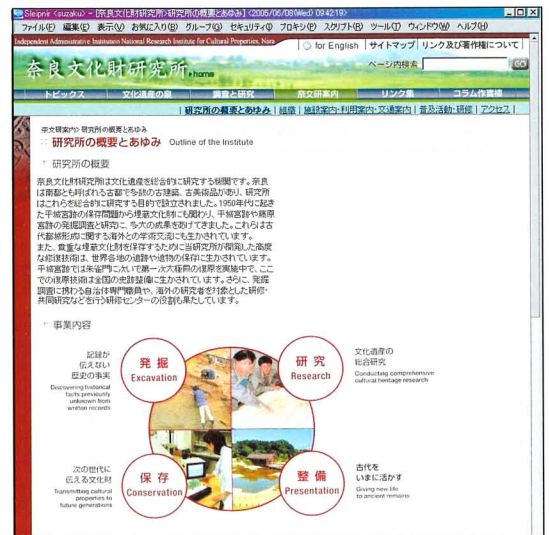 Sleipnir <suzaku> - [奈良文化財研究所>研究所の概要とあゆみ] <2005/06/08(Wed) 09:42:19>
ファイル(F) 編集(E) 表示(V) お気に入り(B) グループ(G) セキュリティ(I) プロキシ(P) スクリプト(R) ツール(T) ウィンドウ(W) ヘルプ(H)
Independent Administrative Institution National Research Institute for Cultural Properties, Nara
for English サイトマップ リンク及び著作権について
奈良文化財研究所 home
ページ内検索 GO
トピックス 文化遺産の泉 調査と研究 奈文研案内 リンク集 コラム作寶楼
| 研究所の概要とあゆみ | 組織 | 施設案内・利用案内・交通案内 | 普及活動・研修 | アクセス |
奈文研案内> 研究所の概要とあゆみ
研究所の概要とあゆみ Outline of the Institute
研究所の概要
奈良文化財研究所は文化遺産を総合的に研究する機関です。奈良
は南都とも呼ばれる古都で多数の古建築、古美術品があり、研究所
はこれらを総合的に研究する目的で設立されました。1950年代に起き
た平城宮跡の保存問題から埋蔵文化財にも関わり、平城宮跡や藤原
宮跡の発掘調査と研究に、多大の成果をあげてきました。これらは古
代都城形成に関する海外との学術交流にも生かされています。
また、貴重な埋蔵文化財を保存するために当研究所が開発した高度
な修復技術は、世界各地の遺跡や遺物の保存に生かされています。
平城宮跡では朱雀門に次いで第一次大極殿の復原を実施中で、ここ
での復原技術は全国の史跡整備に生かされています。さらに、発掘
調査に携わる自治体専門職員や、海外の研究者を対象とした研修・
共同研究などを行う研修センターの役割も果たしています。
事業内容
記録が
伝えない
歴史の事実
Discovering historical
facts previously
unknown from
written records
発掘
Excavation
研究
Research
文化遺産の
総合研究
Conducting comprehensive
cultural heritage research
次の世代に
伝える文化財
Transmitting cultural
properties to
future generations
保存
Conservation
整備
Presentation
古代を
いまに活かす
Giving new life
to ancient remains